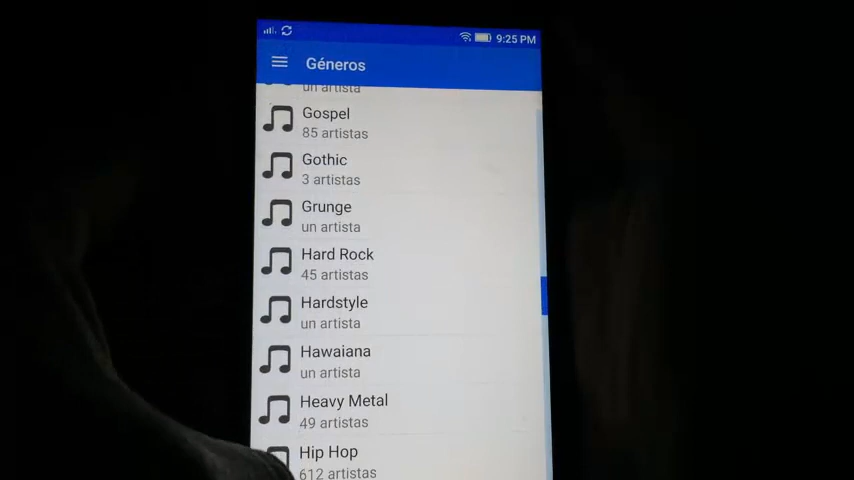 9:25 PM
Géneros
un artista
Gospel
85 artistas
Gothic
3 artistas
Grunge
un artista
Hard Rock
45 artistas
Hardstyle
un artista
Hawaiana
un artista
Heavy Metal
49 artistas
Hip Hop
612 artistas